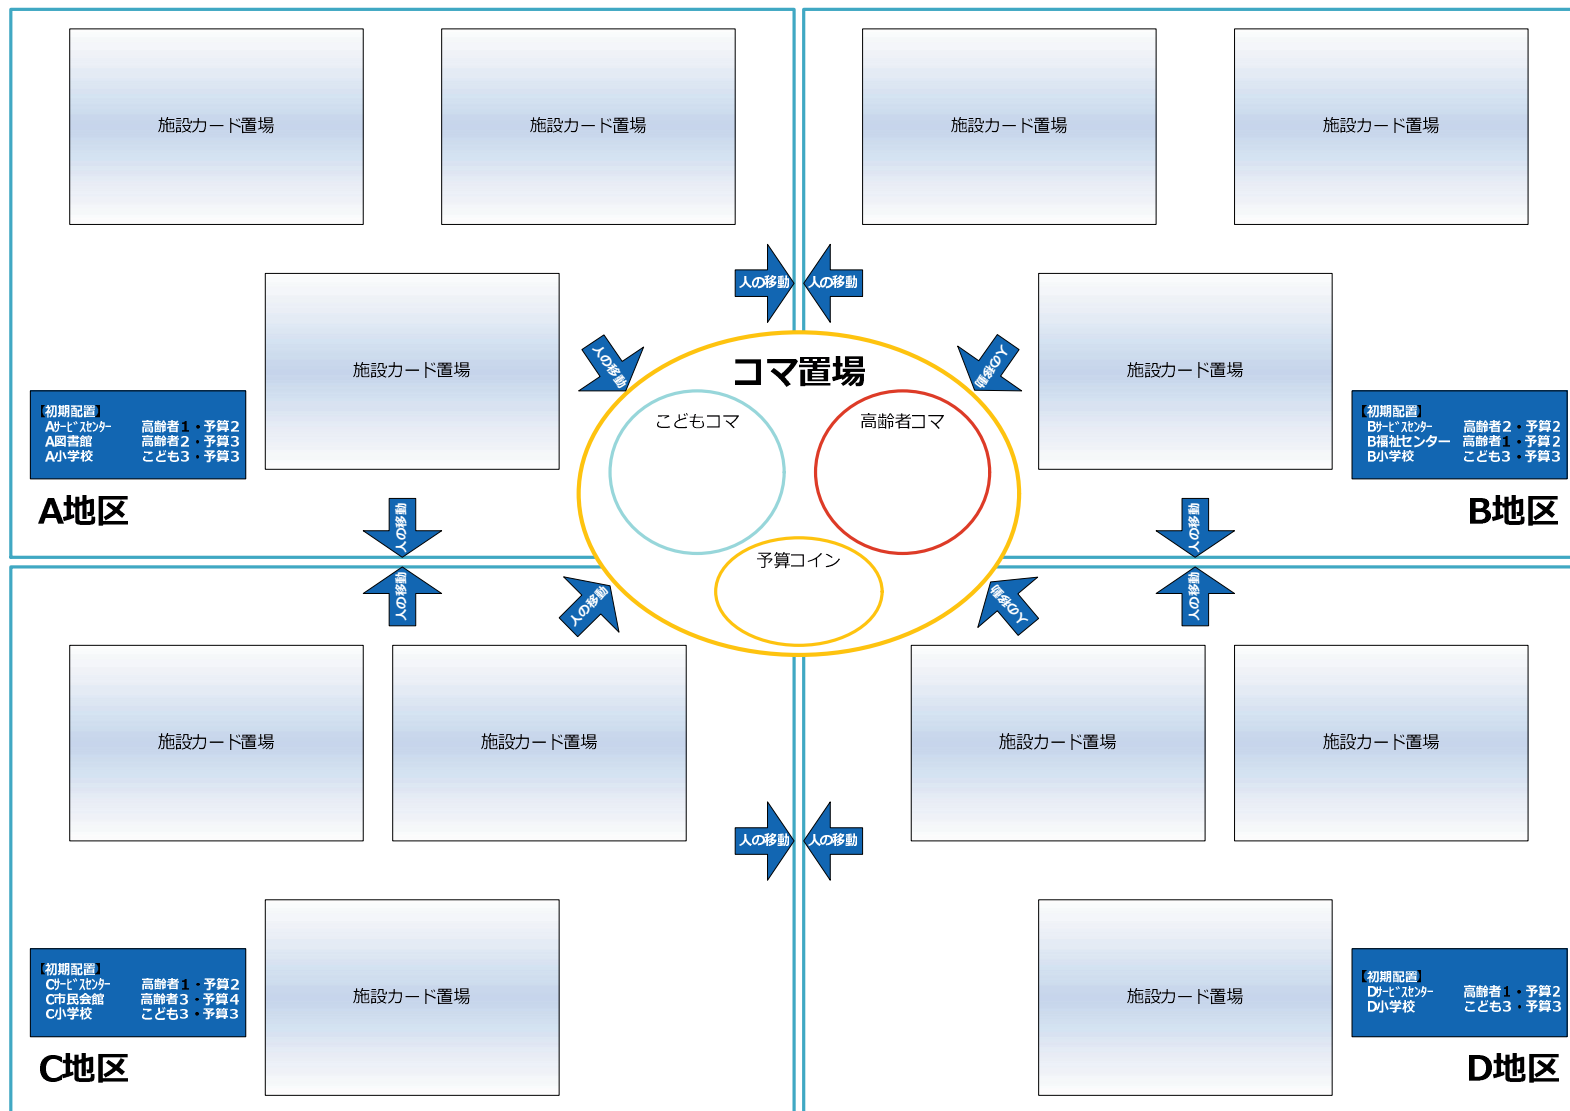 施設カード置場
施設カード置場
施設カード置場
施設カード置場
人の移動
人の移動
施設カード置場
人の移動
コマ置場
こどもコマ
高齢者コマ
予算コイン
人の移動
施設カード置場
【初期配置】
Aサービスセンター 高齢者1・予算2
A図書館 高齢者2・予算3
A小学校 こども3・予算3
A地区
【初期配置】
Bサービスセンター 高齢者2・予算2
B福祉センター 高齢者1・予算2
B小学校 こども3・予算3
B地区
人の移動
人の移動
人の移動
人の移動
人の移動
人の移動
施設カード置場
施設カード置場
施設カード置場
施設カード置場
人の移動
人の移動
【初期配置】
Cサービスセンター 高齢者1・予算2
C市民会館 高齢者3・予算4
C小学校 こども3・予算3
C地区
施設カード置場
施設カード置場
【初期配置】
Dサービスセンター 高齢者1・予算2
D小学校 こども3・予算3
D地区